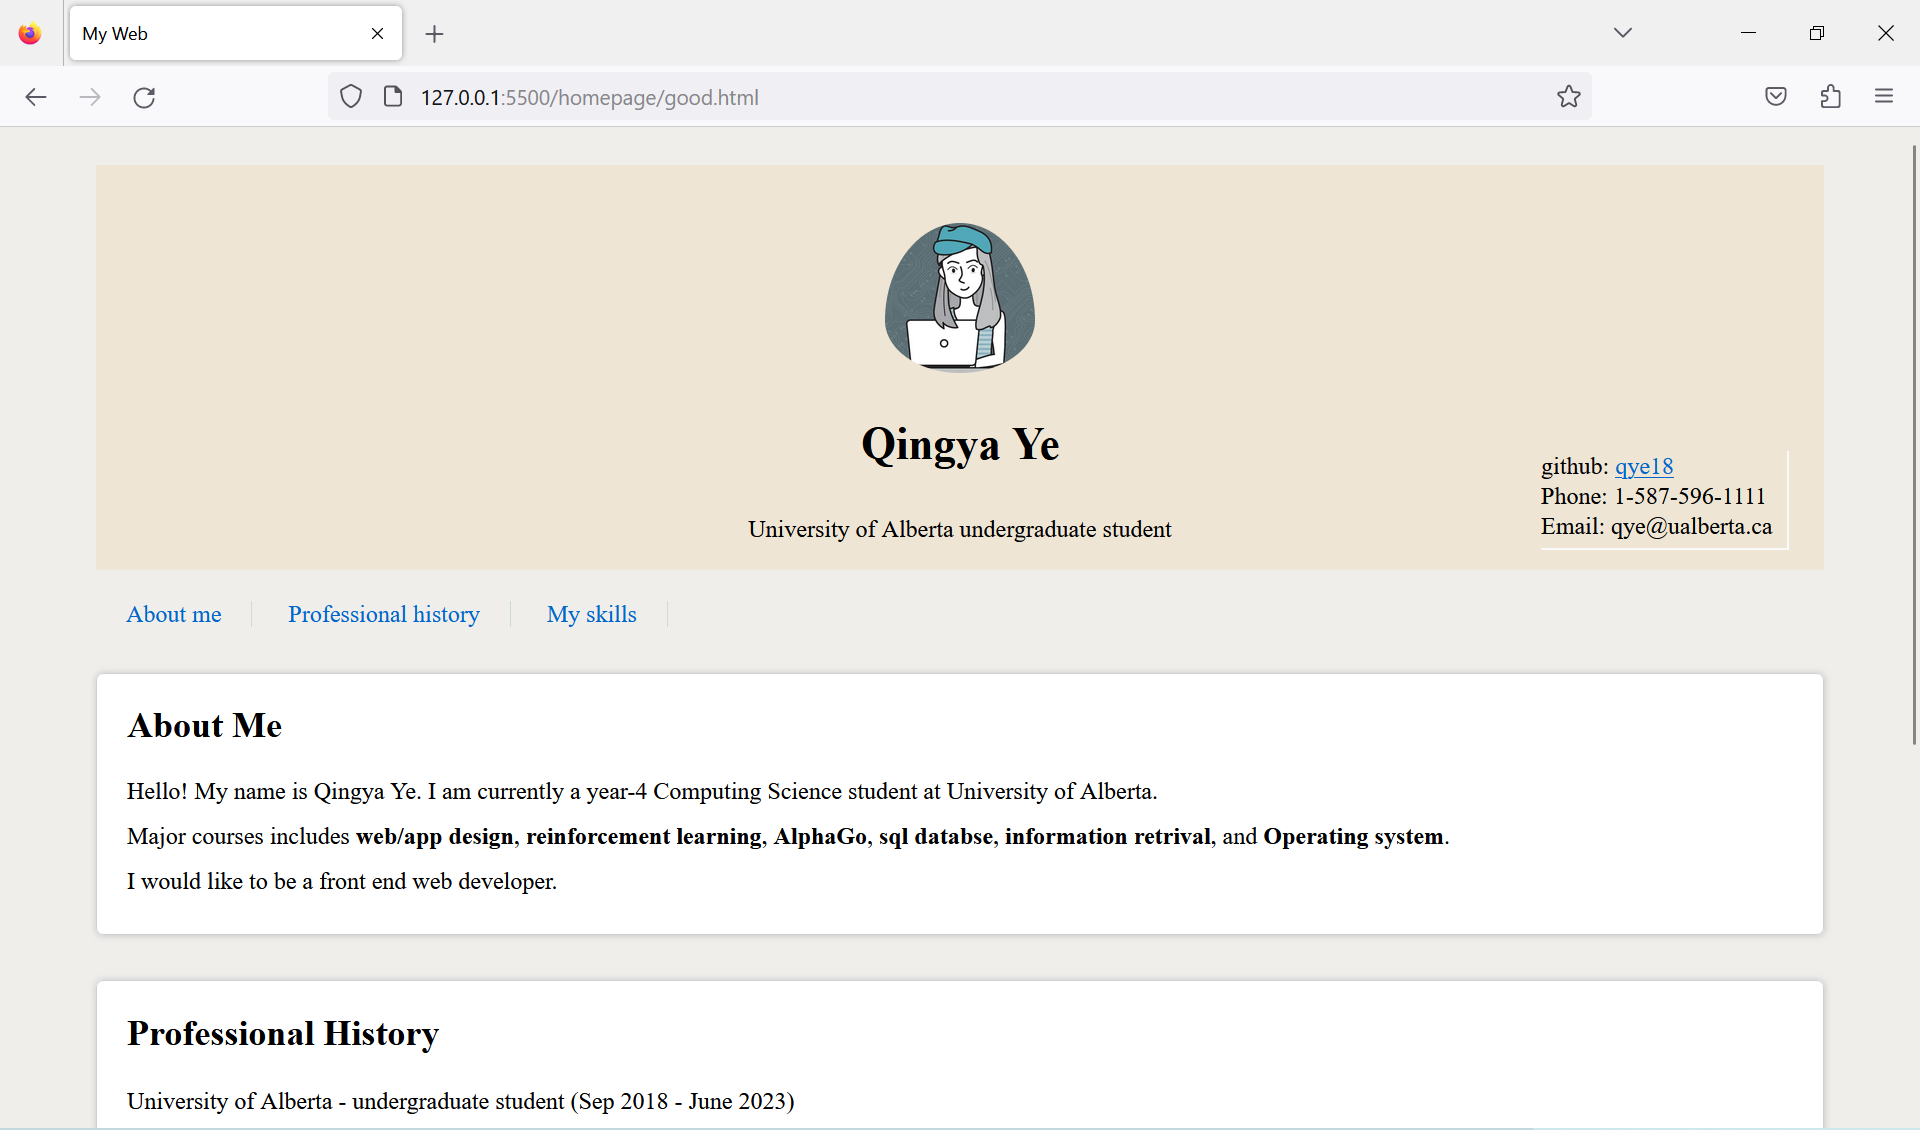 My Web
127.0.0.1:5500/homepage/good.html
Qingya Ye
University of Alberta undergraduate student
github: qye18
Phone: 1-587-596-1111
Email: qye@ualberta.ca
About me
Professional history
My skills
About Me
Hello! My name is Qingya Ye. I am currently a year-4 Computing Science student at University of Alberta.
Major courses includes web/app design, reinforcement learning, AlphaGo, sql databse, information retrival, and Operating system.
I would like to be a front end web developer.
Professional History
University of Alberta - undergraduate student (Sep 2018 - June 2023)